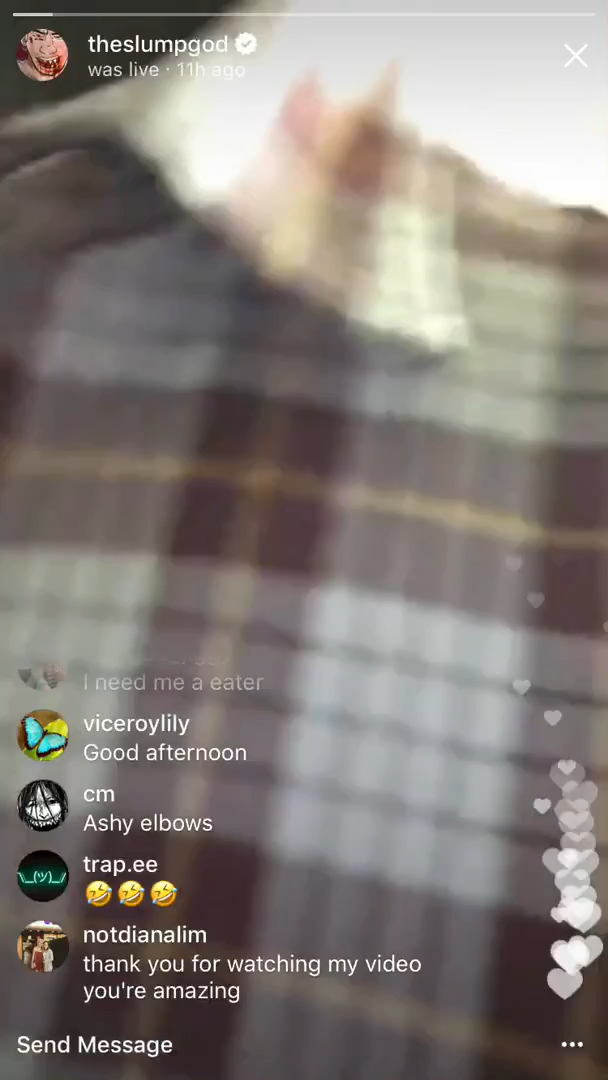 theslumpgod
was live · 11h ago
I need me a eater
viceroylily
Good afternoon
cm
Ashy elbows
trap.ee
🤣🤣🤣
notdianalim
thank you for watching my video
you're amazing
Send Message